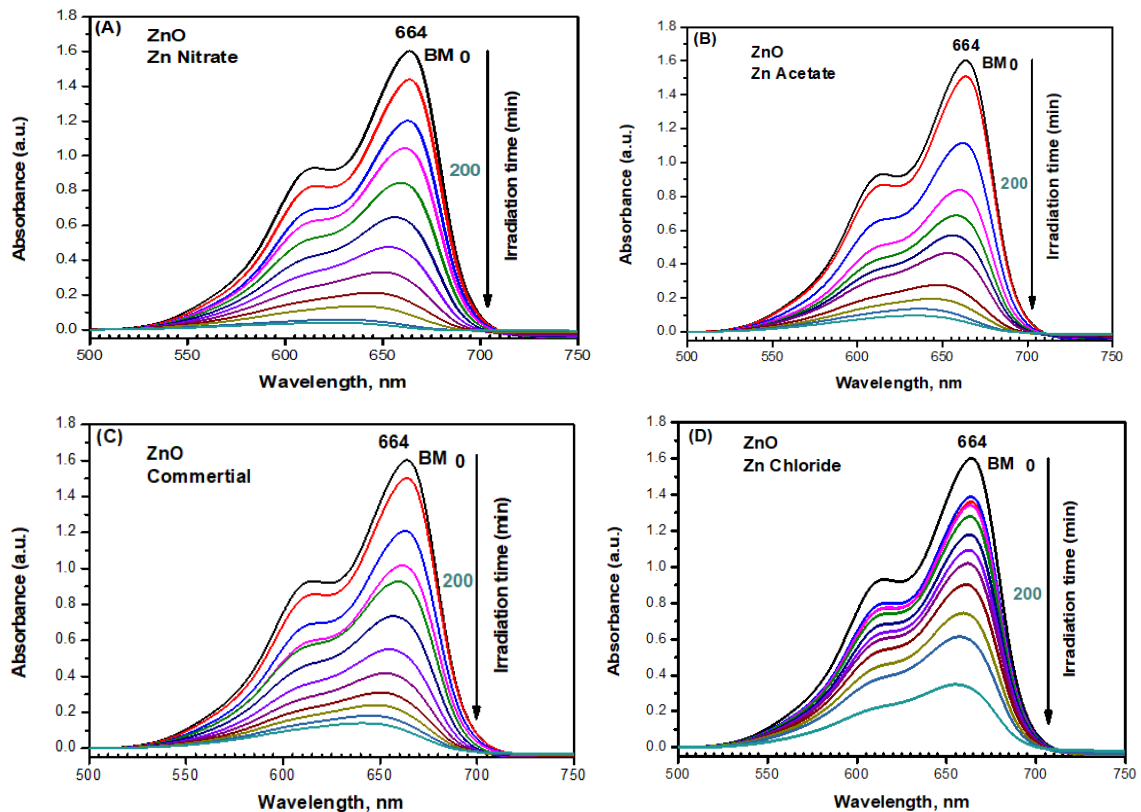 (A)
ZnO
Zn Nitrate
664
BM 0
200
Irradiation time (min)
Absorbance (a.u.)
1.8
1.6
1.4
1.2
1.0
0.8
0.6
0.4
0.2
0.0
500 550 600 650 700 750
Wavelength, nm
(B)
ZnO
Zn Acetate
664
BM 0
200
Irradiation time (min)
Absorbance (a.u.)
1.8
1.6
1.4
1.2
1.0
0.8
0.6
0.4
0.2
0.0
500 550 600 650 700 750
Wavelength, nm
(C)
ZnO
Commertial
664
BM 0
200
Irradiation time (min)
Absorbance (a.u.)
1.8
1.6
1.4
1.2
1.0
0.8
0.6
0.4
0.2
0.0
500 550 600 650 700 750
Wavelength, nm
(D)
ZnO
Zn Chloride
664
BM 0
200
Irradiation time (min)
Absorbance (a.u.)
1.8
1.6
1.4
1.2
1.0
0.8
0.6
0.4
0.2
0.0
500 550 600 650 700 750
Wavelength, nm